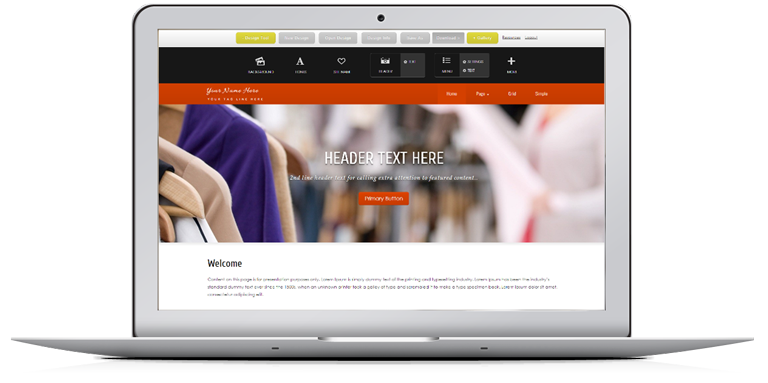 BACKGROUND
FONTS
MENU
TEXT
MORE
Your Name Here
YOUR TAG LINE HERE
Home Page Grid Simple
HEADER TEXT HERE
2nd line header text for calling extra attention to featured content..
Primary Button
Welcome
Content on this page is for presentation purposes only. Lorem Ipsum is simply dummy text of the printing and typesetting industry. Lorem Ipsum has been the industry's
standard dummy text ever since the 1500s, when an unknown printer took a galley of type and scrambled it to make a type specimen book. Lorem ipsum dolor sit amet,
consectetur adipiscing elit.